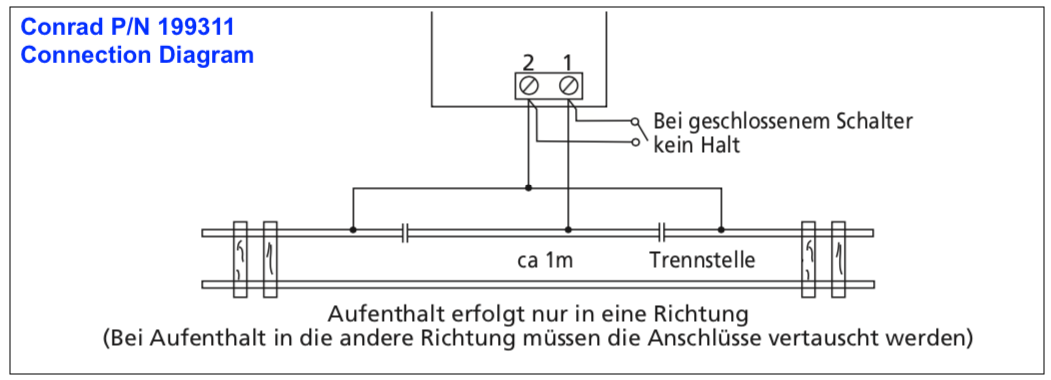 Conrad P/N 199311
Connection Diagram
2 1
Bei geschlossenem Schalter
kein Halt
ca 1m
Trennstelle
Aufenthalt erfolgt nur in eine Richtung
(Bei Aufenthalt in die andere Richtung müssen die Anschlüsse vertauscht werden)